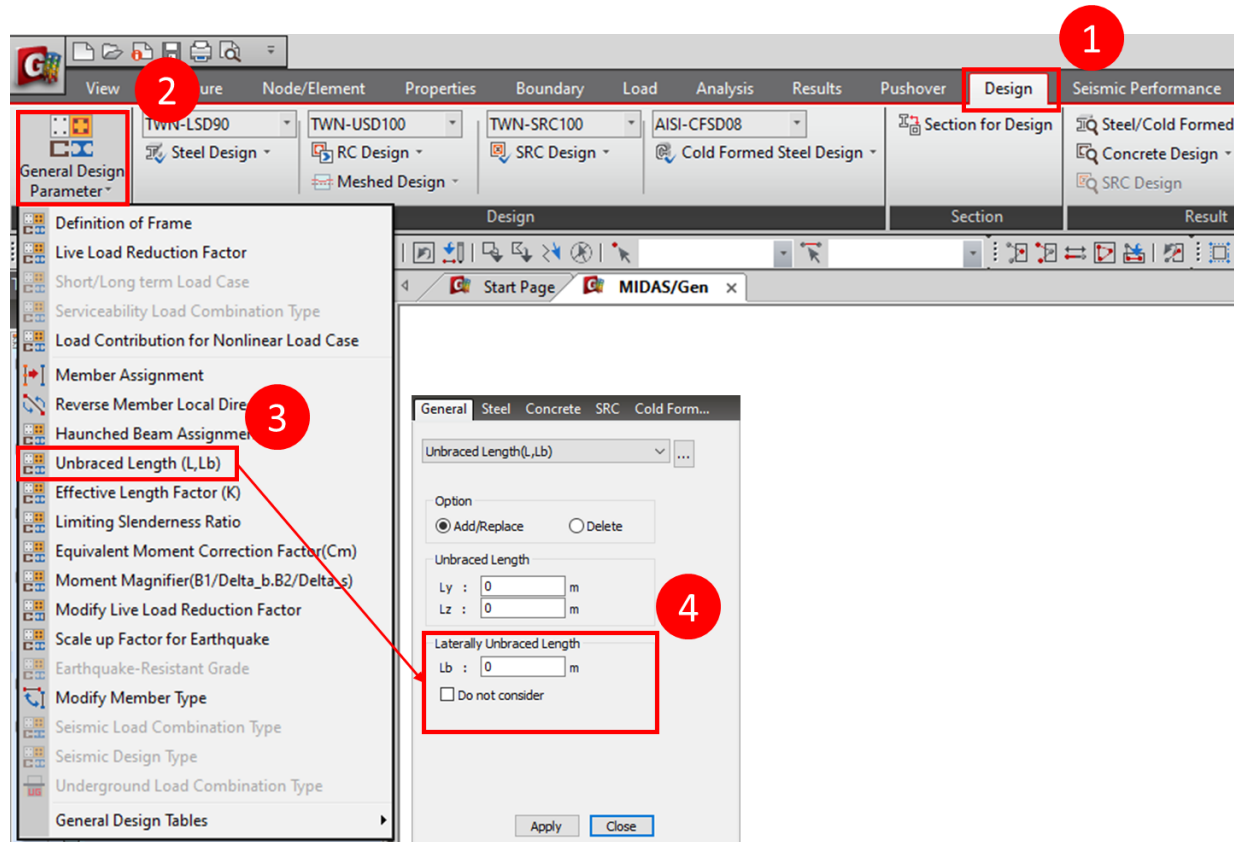 1
2
View
ure
Node/Element
Properties
Boundary
Load
Analysis
Results
Pushover
Design
Seismic Performance
General Design
Parameter
TWN-LSD90
Steel Design
TWN-USD100
RC Design
Meshed Design
TWN-SRC100
SRC Design
AISI-CFSD08
Cold Formed Steel Design
Section for Design
Steel/Cold Formed
Concrete Design
SRC Design
Design
Section
Result
Start Page
MIDAS/Gen
Definition of Frame
Live Load Reduction Factor
Short/Long term Load Case
Serviceability Load Combination Type
Load Contribution for Nonlinear Load Case
Member Assignment
Reverse Member Local Dire
3
Haunched Beam Assignmen
Unbraced Length (L,Lb)
Effective Length Factor (K)
Limiting Slenderness Ratio
Equivalent Moment Correction Factor(Cm)
Moment Magnifier(B1/Delta_b.B2/Delta_s)
Modify Live Load Reduction Factor
Scale up Factor for Earthquake
Earthquake-Resistant Grade
Modify Member Type
Seismic Load Combination Type
Seismic Design Type
Underground Load Combination Type
General Design Tables
General Steel Concrete SRC Cold Form...
Unbraced Length(L,Lb)
...
Option
Add/Replace Delete
Unbraced Length
Ly : 0 m
Lz : 0 m
4
Laterally Unbraced Length
Lb : 0 m
Do not consider
Apply Close